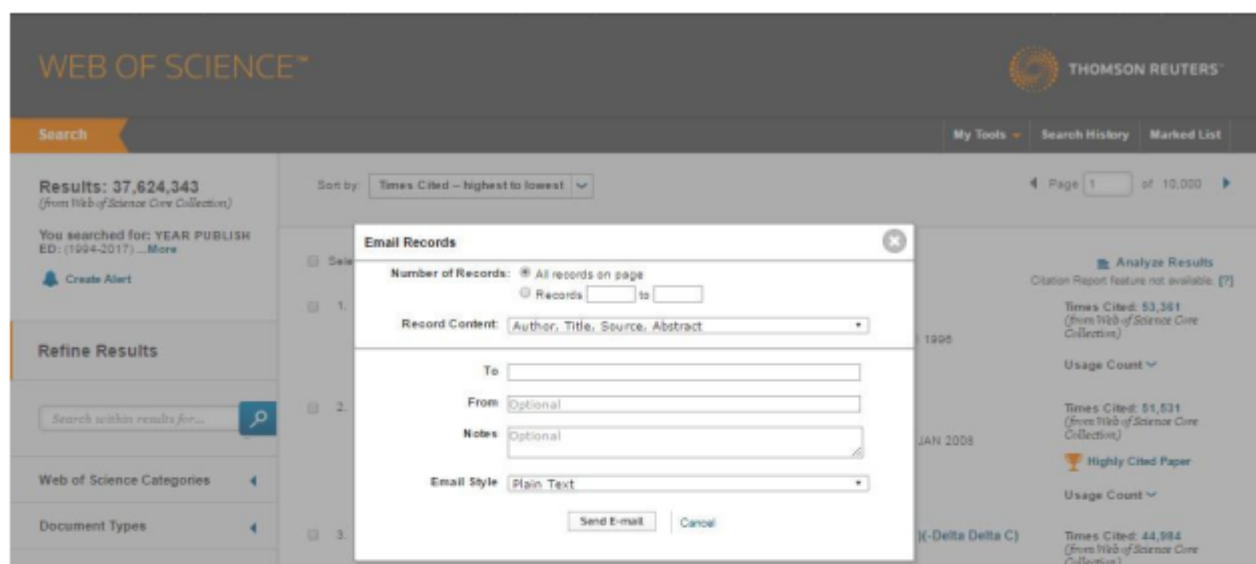 WEB OF SCIENCE™
THOMSON REUTERS™
Search
My Tools
Search History
Marked List
Results: 37,624,343
(from Web of Science Core Collection)
You searched for: YEAR PUBLISH
ED: (1994-2017) ...More
Create Alert
Refine Results
Search within results for...
Web of Science Categories
Document Types
Sort by: Times Cited -- highest to lowest
Page 1 of 10,000
Sele
1.
2.
3.
Email Records
Number of Records: All records on page
Records to
Record Content: Author, Title, Source, Abstract
To
From Optional
Notes Optional
Email Style Plain Text
Send E-mail Cancel
1996
JAN 2008
)(-Delta Delta C)
Analyze Results
Citation Report feature not available. [?]
Times Cited: 53,361
(from Web of Science Core
Collection)
Usage Count
Times Cited: 51,531
(from Web of Science Core
Collection)
Highly Cited Paper
Usage Count
Times Cited: 44,984
(from Web of Science Core
Collection)